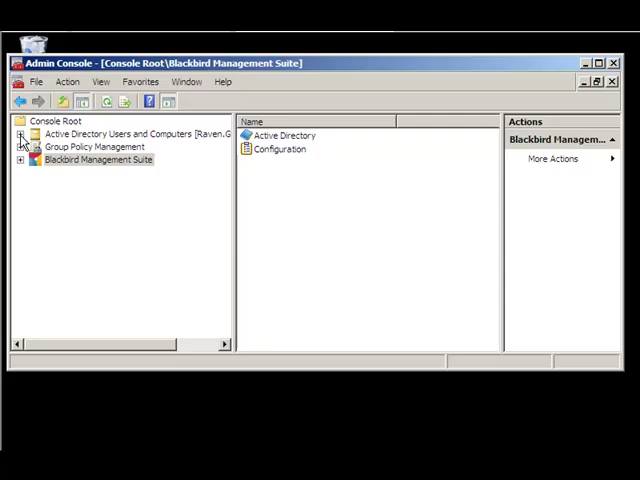 Admin Console - [Console Root\Blackbird Management Suite]
File Action View Favorites Window Help
Console Root
Active Directory Users and Computers [Raven.G
Group Policy Management
Blackbird Management Suite
Name
Active Directory
Configuration
Actions
Blackbird Managem...
More Actions